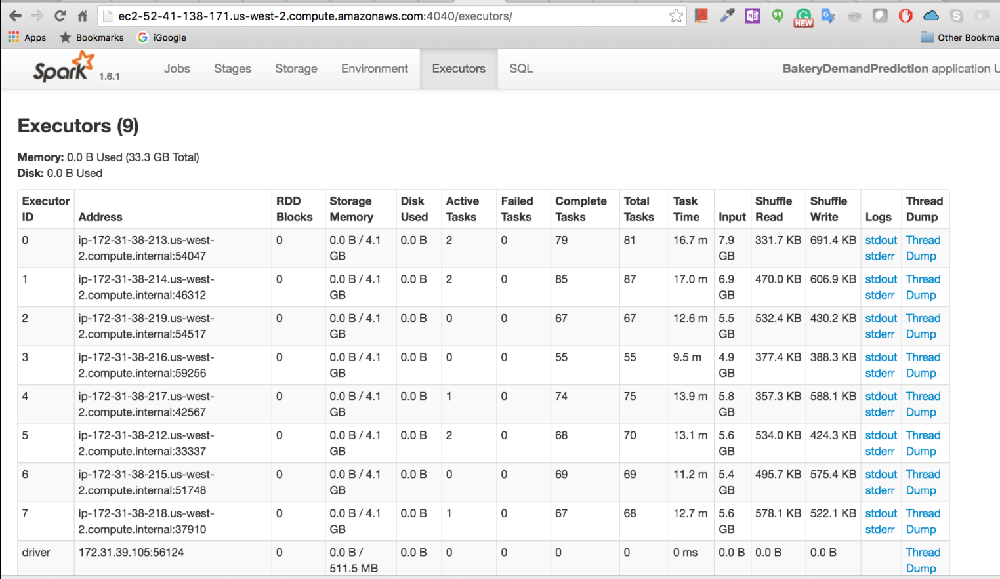 ec2-52-41-138-171.us-west-2.compute.amazonaws.com:4040/executors/
NEW
Apps Bookmarks iGoogle Other Bookma
Spark 1.6.1 Jobs Stages Storage Environment Executors SQL BakeryDemandPrediction application U
Executors (9)
Memory: 0.0 B Used (33.3 GB Total)
Disk: 0.0 B Used
Executor ID Address RDD Blocks Storage Memory Disk Used Active Tasks Failed Tasks Complete Tasks Total Tasks Task Time Input Shuffle Read Shuffle Write Logs Thread Dump
0 ip-172-31-38-213.us-west-2.compute.internal:54047 0 0.0 B / 4.1 GB 0.0 B 2 0 79 81 16.7 m 7.9 GB 331.7 KB 691.4 KB stdout stderr Thread Dump
1 ip-172-31-38-214.us-west-2.compute.internal:46312 0 0.0 B / 4.1 GB 0.0 B 2 0 85 87 17.0 m 6.9 GB 470.0 KB 606.9 KB stdout stderr Thread Dump
2 ip-172-31-38-219.us-west-2.compute.internal:54517 0 0.0 B / 4.1 GB 0.0 B 0 0 67 67 12.6 m 5.5 GB 532.4 KB 430.2 KB stdout stderr Thread Dump
3 ip-172-31-38-216.us-west-2.compute.internal:59256 0 0.0 B / 4.1 GB 0.0 B 0 0 55 55 9.5 m 4.9 GB 377.4 KB 388.3 KB stdout stderr Thread Dump
4 ip-172-31-38-217.us-west-2.compute.internal:42567 0 0.0 B / 4.1 GB 0.0 B 1 0 74 75 13.9 m 5.8 GB 357.3 KB 588.1 KB stdout stderr Thread Dump
5 ip-172-31-38-212.us-west-2.compute.internal:33337 0 0.0 B / 4.1 GB 0.0 B 2 0 68 70 13.1 m 5.6 GB 534.0 KB 424.3 KB stdout stderr Thread Dump
6 ip-172-31-38-215.us-west-2.compute.internal:51748 0 0.0 B / 4.1 GB 0.0 B 0 0 69 69 11.2 m 5.4 GB 495.7 KB 575.4 KB stdout stderr Thread Dump
7 ip-172-31-38-218.us-west-2.compute.internal:37910 0 0.0 B / 4.1 GB 0.0 B 1 0 67 68 12.7 m 5.6 GB 578.1 KB 522.1 KB stdout stderr Thread Dump
driver 172.31.39.105:56124 0 0.0 B / 511.5 MB 0.0 B 0 0 0 0 0 ms 0.0 B 0.0 B 0.0 B Thread Dump